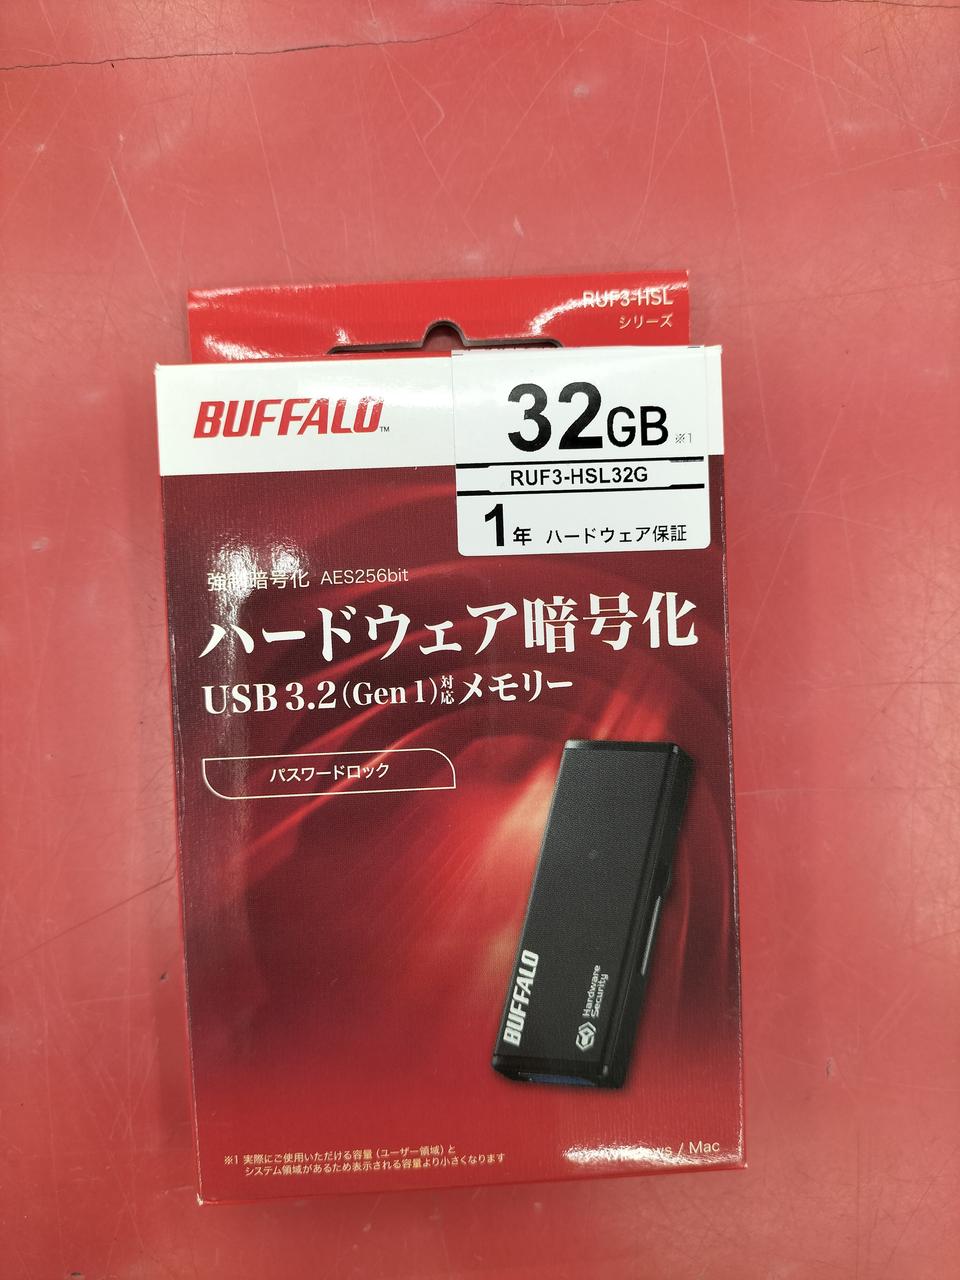 RUF3-HSL
シリーズ
BUFFALO™
32GB ※1
RUF3-HSL32G
1年 ハードウェア保証
強制暗号化 AES256bit
ハードウェア暗号化
USB 3.2 (Gen 1) 対応 メモリー
パスワードロック
BUFFALO
Hardware
Security
※1 実際にご使用いただける容量（ユーザー領域）と
システム領域があるため表示される容量より小さくなります
Windows / Mac